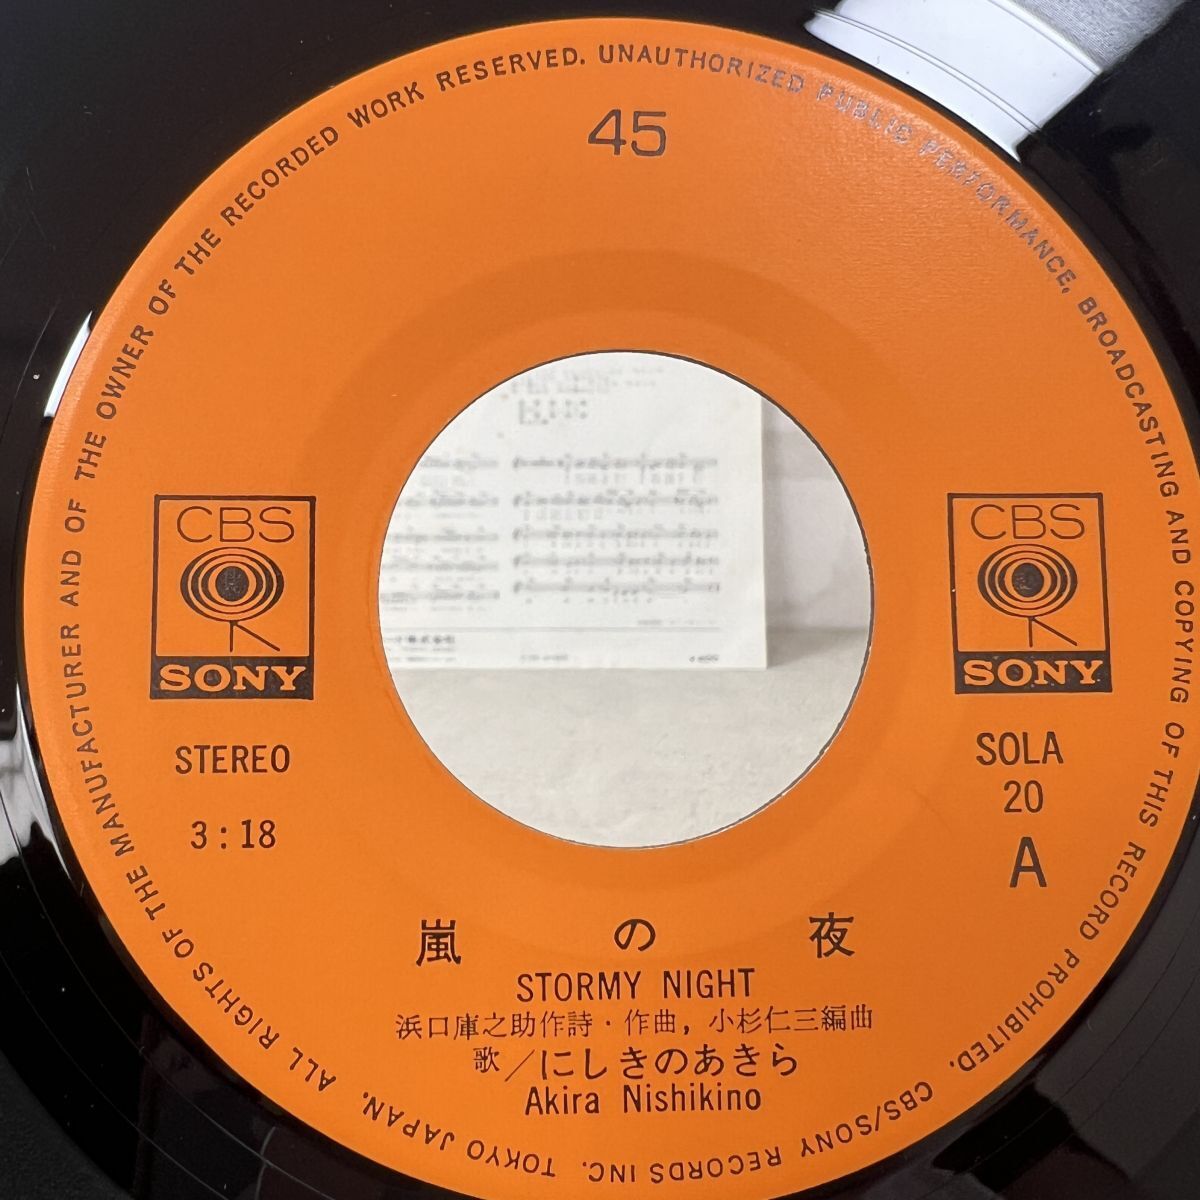 ALL RIGHTS OF THE MANUFACTURER AND OF THE OWNER OF THE RECORDED WORK RESERVED. UNAUTHORIZED PUBLIC PERFORMANCE, BROADCASTING AND COPYING OF THIS RECORD PROHIBITED. CBS/SONY RECORDS INC. TOKYO JAPAN.
45
CBS
SONY
CBS
SONY
STEREO
3:18
SOLA
20
A
嵐の夜
STORMY NIGHT
浜口庫之助作詩・作曲, 小杉仁三編曲
歌／にしきのあきら
Akira Nishikino